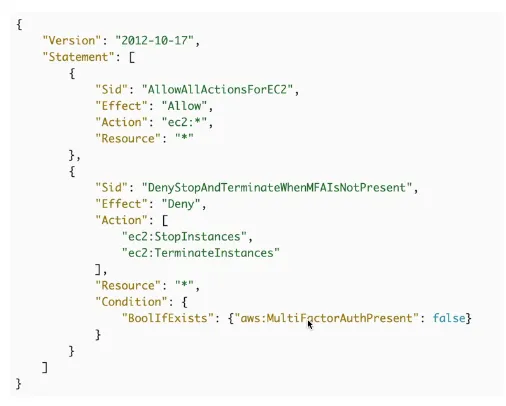 {
    "Version": "2012-10-17",
    "Statement": [
        {
            "Sid": "AllowAllActionsForEC2",
            "Effect": "Allow",
            "Action": "ec2:*",
            "Resource": "*"
        },
        {
            "Sid": "DenyStopAndTerminateWhenMFAIsNotPresent",
            "Effect": "Deny",
            "Action": [
                "ec2:StopInstances",
                "ec2:TerminateInstances"
            ],
            "Resource": "*",
            "Condition": {
                "BoolIfExists": {"aws:MultiFactorAuthPresent": false}
            }
        }
    ]
}